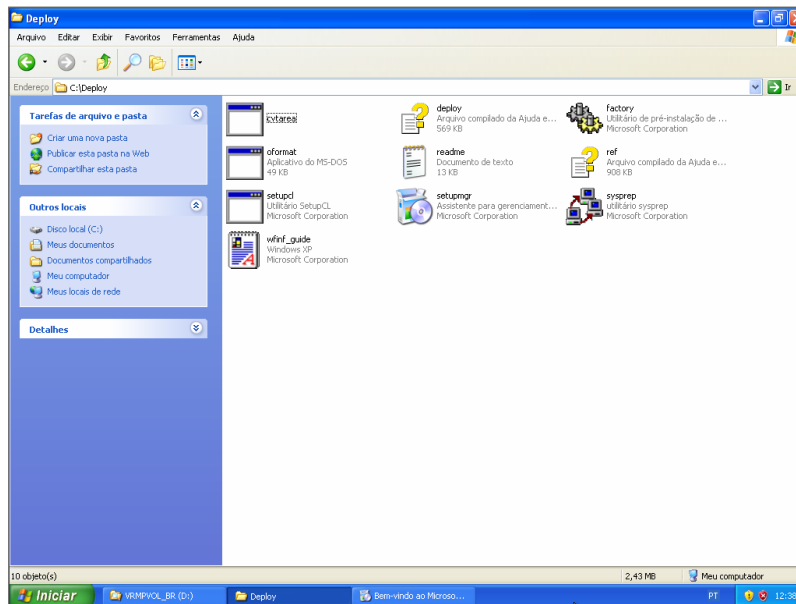 Deploy
Arquivo Editar Exibir Favoritos Ferramentas Ajuda
Endereço C:\Deploy Ir
Tarefas de arquivo e pasta
Criar uma nova pasta
Publicar esta pasta na Web
Compartilhar esta pasta
Outros locais
Disco local (C:)
Meus documentos
Documentos compartilhados
Meu computador
Meus locais de rede
Detalhes
cvtarea
deploy
Arquivo compilado da Ajuda e...
569 KB
factory
Utilitário de pré-instalação de ...
Microsoft Corporation
oformat
Aplicativo do MS-DOS
49 KB
readme
Documento de texto
13 KB
ref
Arquivo compilado da Ajuda e...
908 KB
setupcl
Utilitário SetupCL
Microsoft Corporation
setupmgr
Assistente para gerenciament...
Microsoft Corporation
sysprep
utilitário sysprep
Microsoft Corporation
wfinf_guide
Windows XP
Microsoft Corporation
10 objeto(s) 2,43 MB Meu computador
Iniciar VRMPVOL_BR (D:) Deploy Bem-vindo ao Microso... PT 12:38